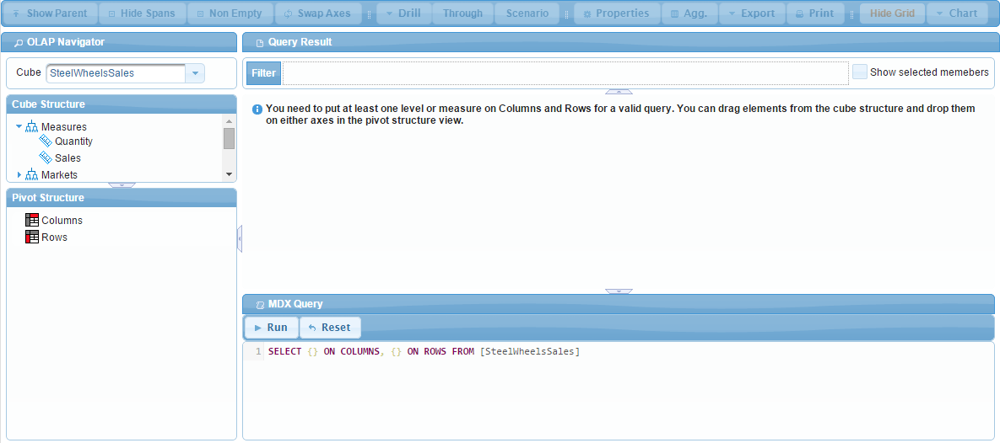 Show Parent Hide Spans Non Empty Swap Axes Drill Through Scenario Properties Agg. Export Print Hide Grid Chart
OLAP Navigator
Cube SteelWheelsSales
Cube Structure
Measures
Quantity
Sales
Markets
Pivot Structure
Columns
Rows
Query Result
Filter Show selected memebers
You need to put at least one level or measure on Columns and Rows for a valid query. You can drag elements from the cube structure and drop them
on either axes in the pivot structure view.
MDX Query
Run Reset
1 SELECT {} ON COLUMNS, {} ON ROWS FROM [SteelWheelsSales]